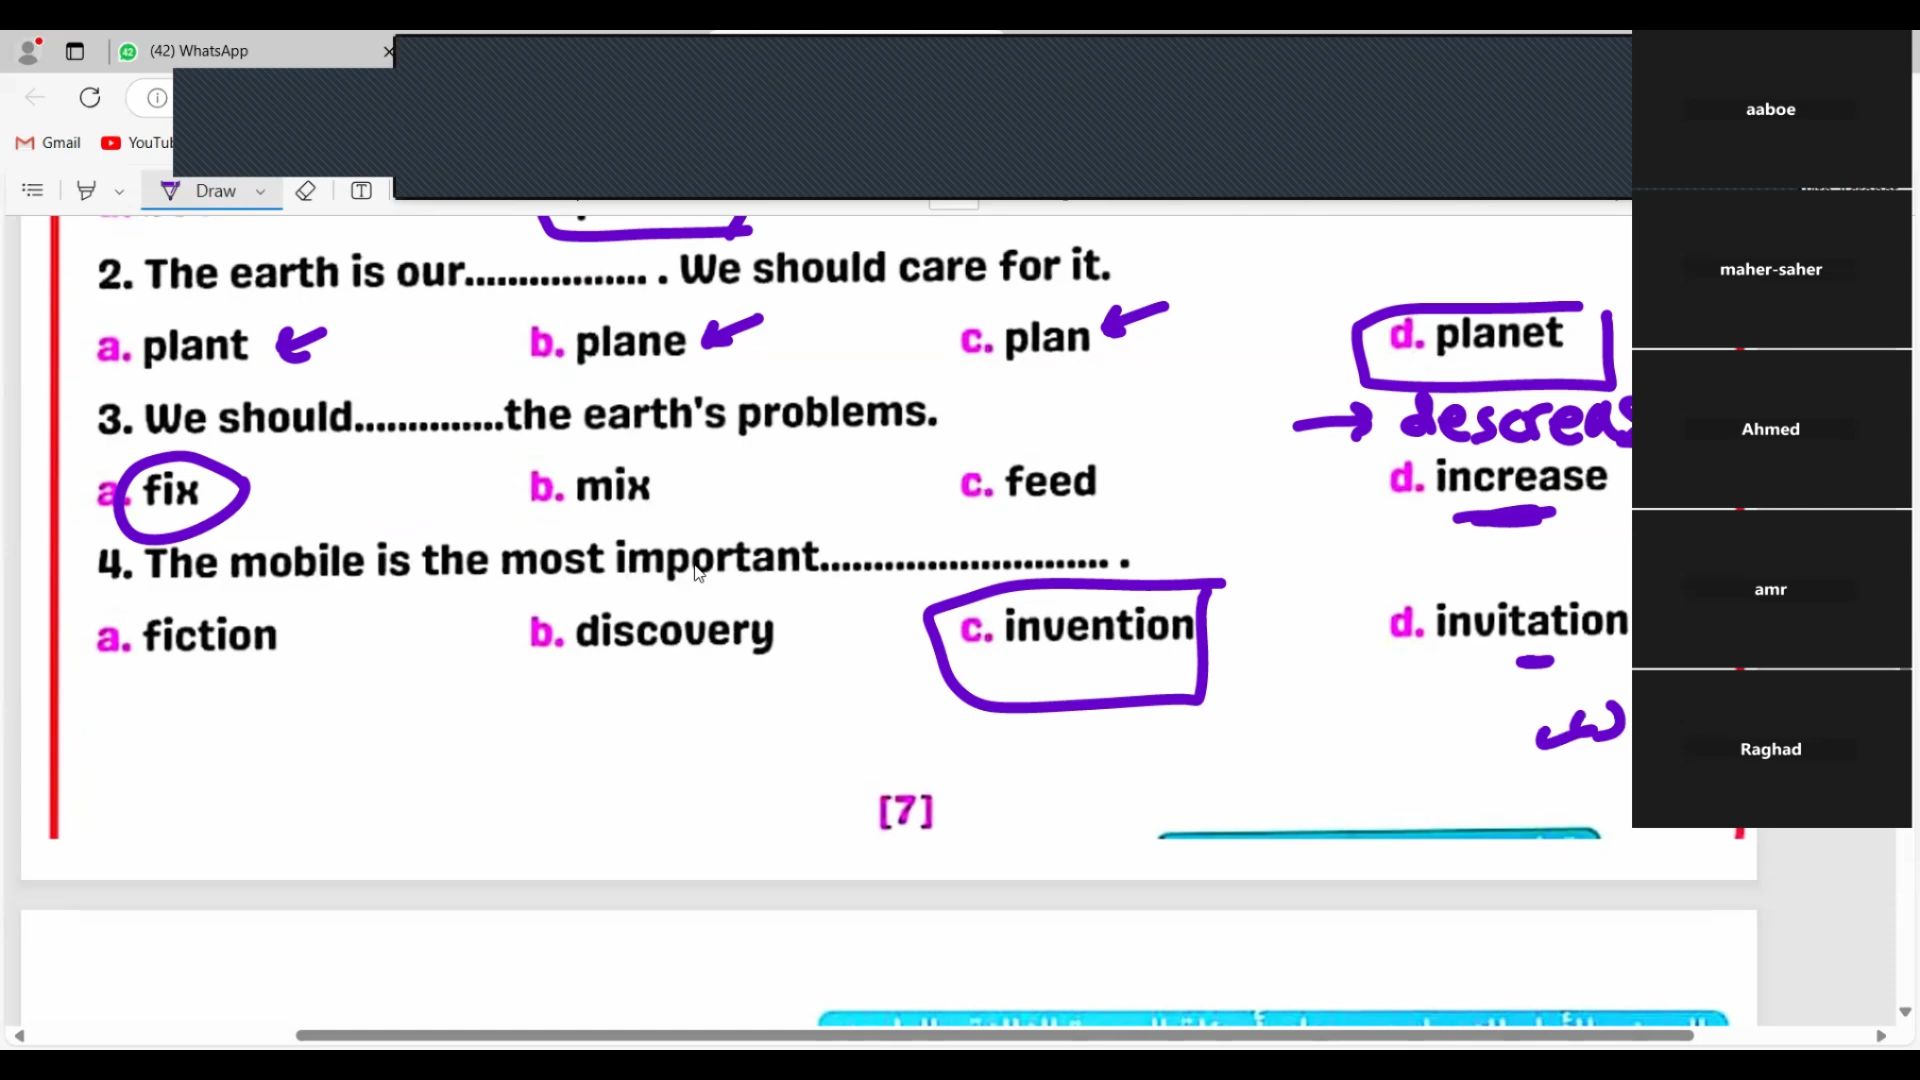 (42) WhatsApp
Gmail
Draw
2. The earth is our................. . We should care for it.
a. plant b. plane c. plan d. planet
3. We should..............the earth's problems.
a. fix b. mix c. feed d. increase
4. The mobile is the most important........................... .
a. fiction b. discovery c. invention d. invitation
[7]
aaboe
maher-saher
Ahmed
amr
Raghad